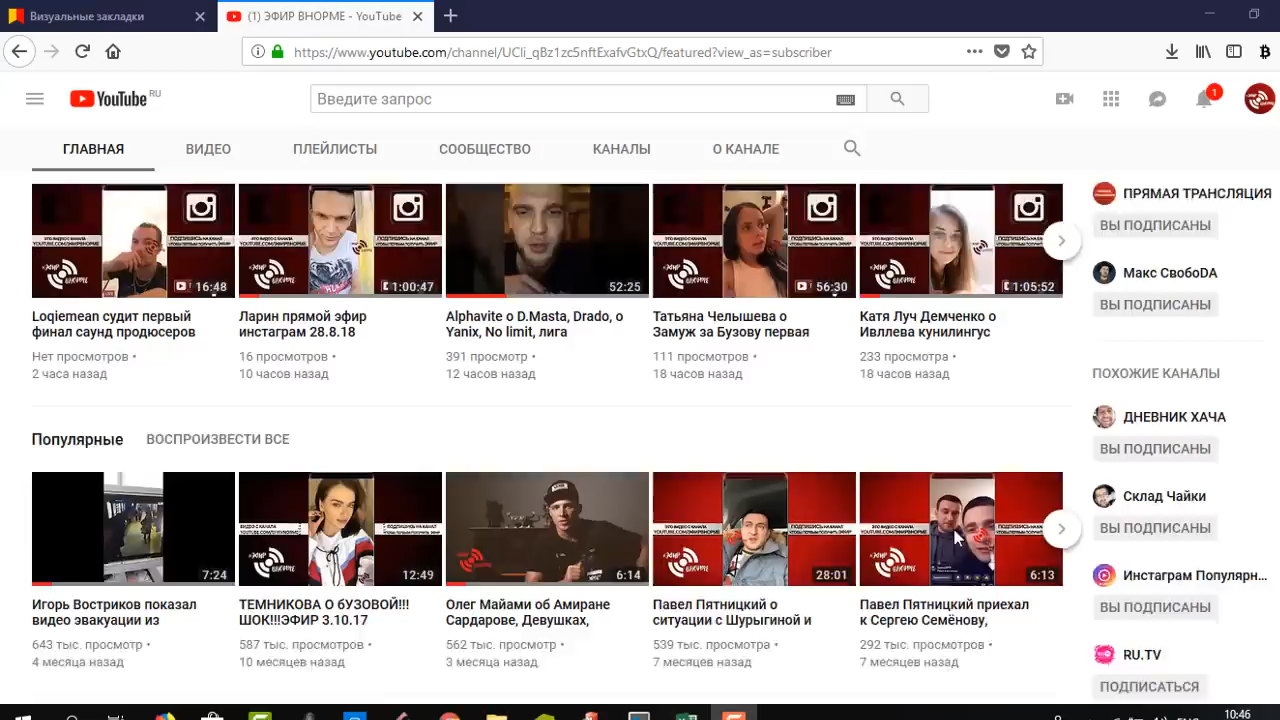 Визуальные закладки
(1) ЭФИР ВНОРМЕ - YouTube
https://www.youtube.com/channel/UCli_qBz1zc5nftExafvGtxQ/featured?view_as=subscriber
YouTube RU
Введите запрос
1
ГЛАВНАЯ ВИДЕО ПЛЕЙЛИСТЫ СООБЩЕСТВО КАНАЛЫ О КАНАЛЕ
16:48
1:00:47
52:25
56:30
1:05:52
Loqiemean судит первый
финал саунд продюсеров
Нет просмотров •
2 часа назад
Ларин прямой эфир
инстаграм 28.8.18
16 просмотров •
10 часов назад
Alphavite о D.Masta, Drado, о
Yanix, No limit, лига
391 просмотр •
12 часов назад
Татьяна Челышева о
Замуж за Бузову первая
111 просмотров •
18 часов назад
Катя Луч Демченко о
Ивллева кунилингус
233 просмотра •
18 часов назад
ПРЯМАЯ ТРАНСЛЯЦИЯ
ВЫ ПОДПИСАНЫ
Макс СвобоDA
ВЫ ПОДПИСАНЫ
Популярные ВОСПРОИЗВЕСТИ ВСЕ
7:24
12:49
6:14
28:01
6:13
Игорь Востриков показал
видео эвакуации из
643 тыс. просмотр •
4 месяца назад
ТЕМНИКОВА О бУЗОВОЙ!!!
ШОК!!!ЭФИР 3.10.17
587 тыс. просмотров •
10 месяцев назад
Олег Майами об Амиране
Сардарове, Девушках,
562 тыс. просмотр •
3 месяца назад
Павел Пятницкий о
ситуации с Шурыгиной и
539 тыс. просмотр •
7 месяцев назад
Павел Пятницкий приехал
к Сергею Семёнову,
292 тыс. просмотров •
7 месяцев назад
ПОХОЖИЕ КАНАЛЫ
ДНЕВНИК ХАЧА
ВЫ ПОДПИСАНЫ
Склад Чайки
ВЫ ПОДПИСАНЫ
Инстаграм Популярн...
ВЫ ПОДПИСАНЫ
RU.TV
ПОДПИСАТЬСЯ
10:46